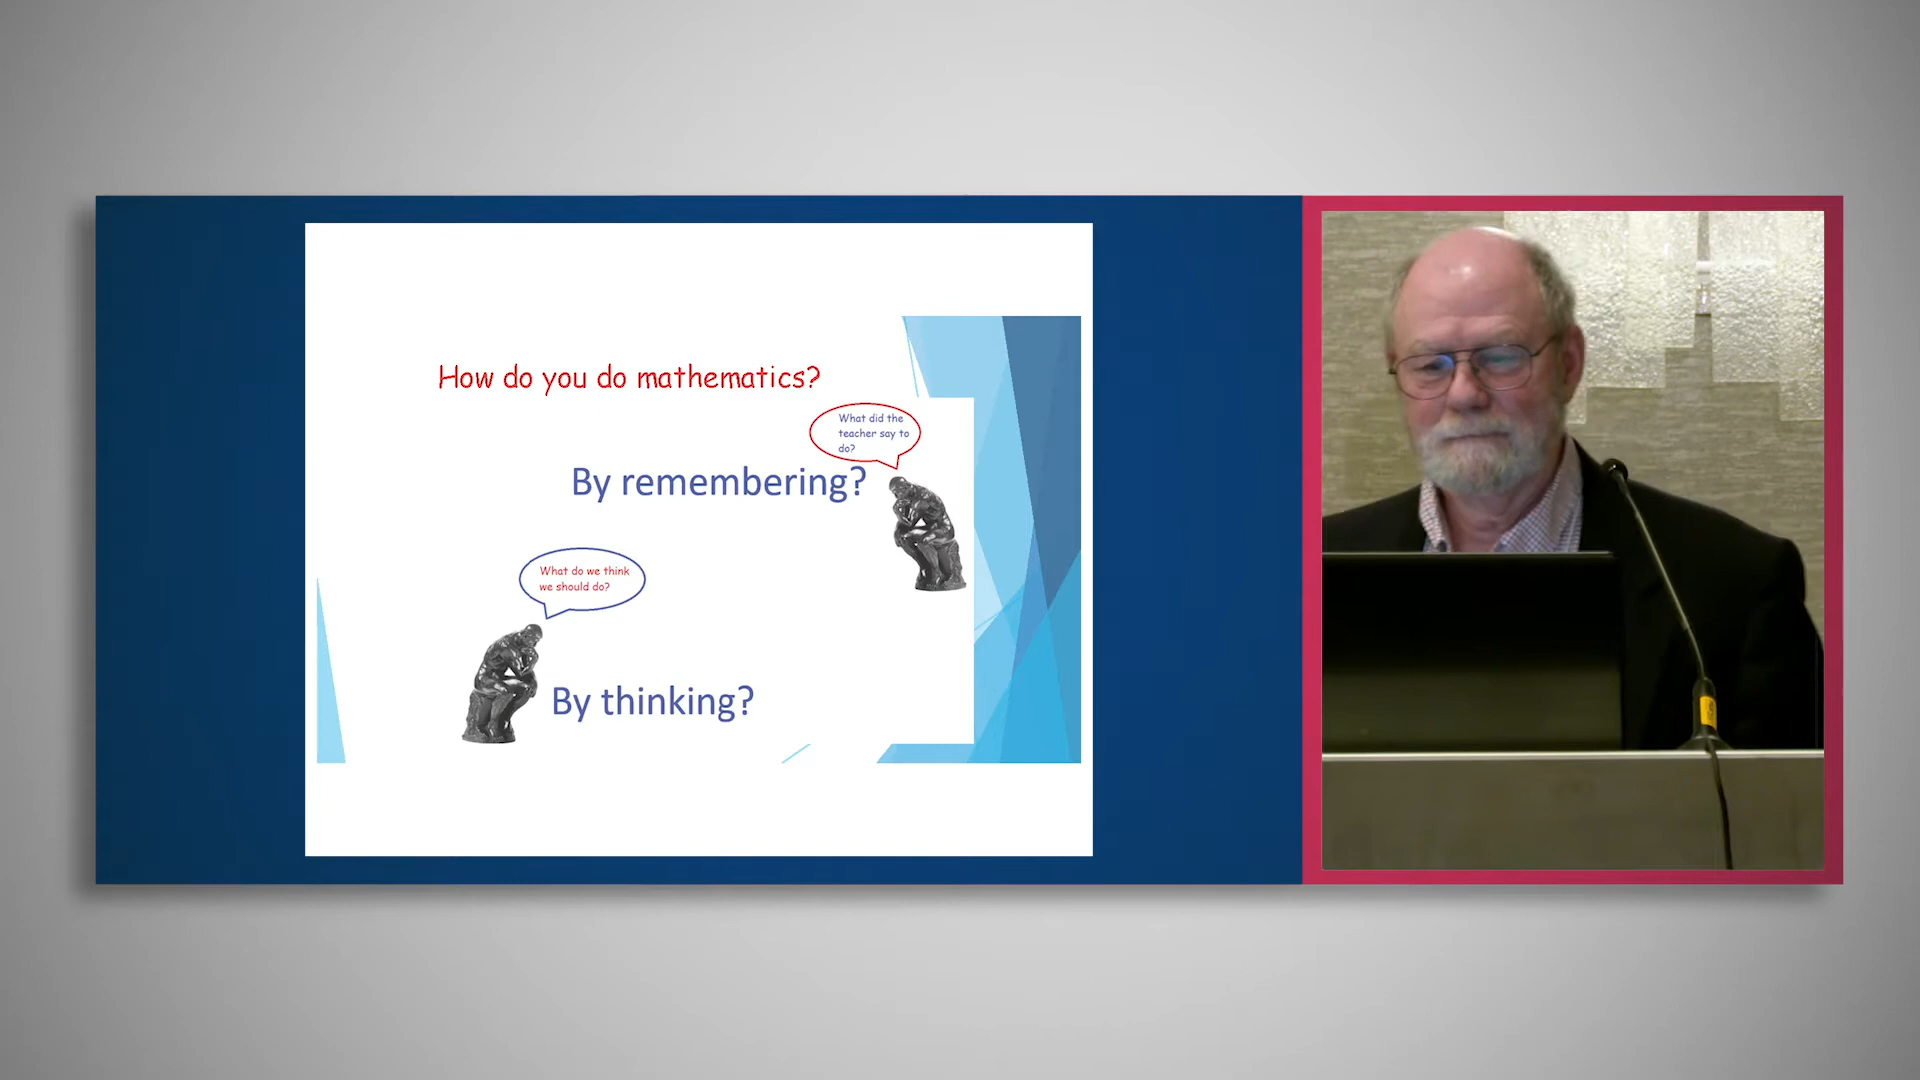 How do you do mathematics?
What did the
teacher say to
do?
By remembering?
What do we think
we should do?
By thinking?